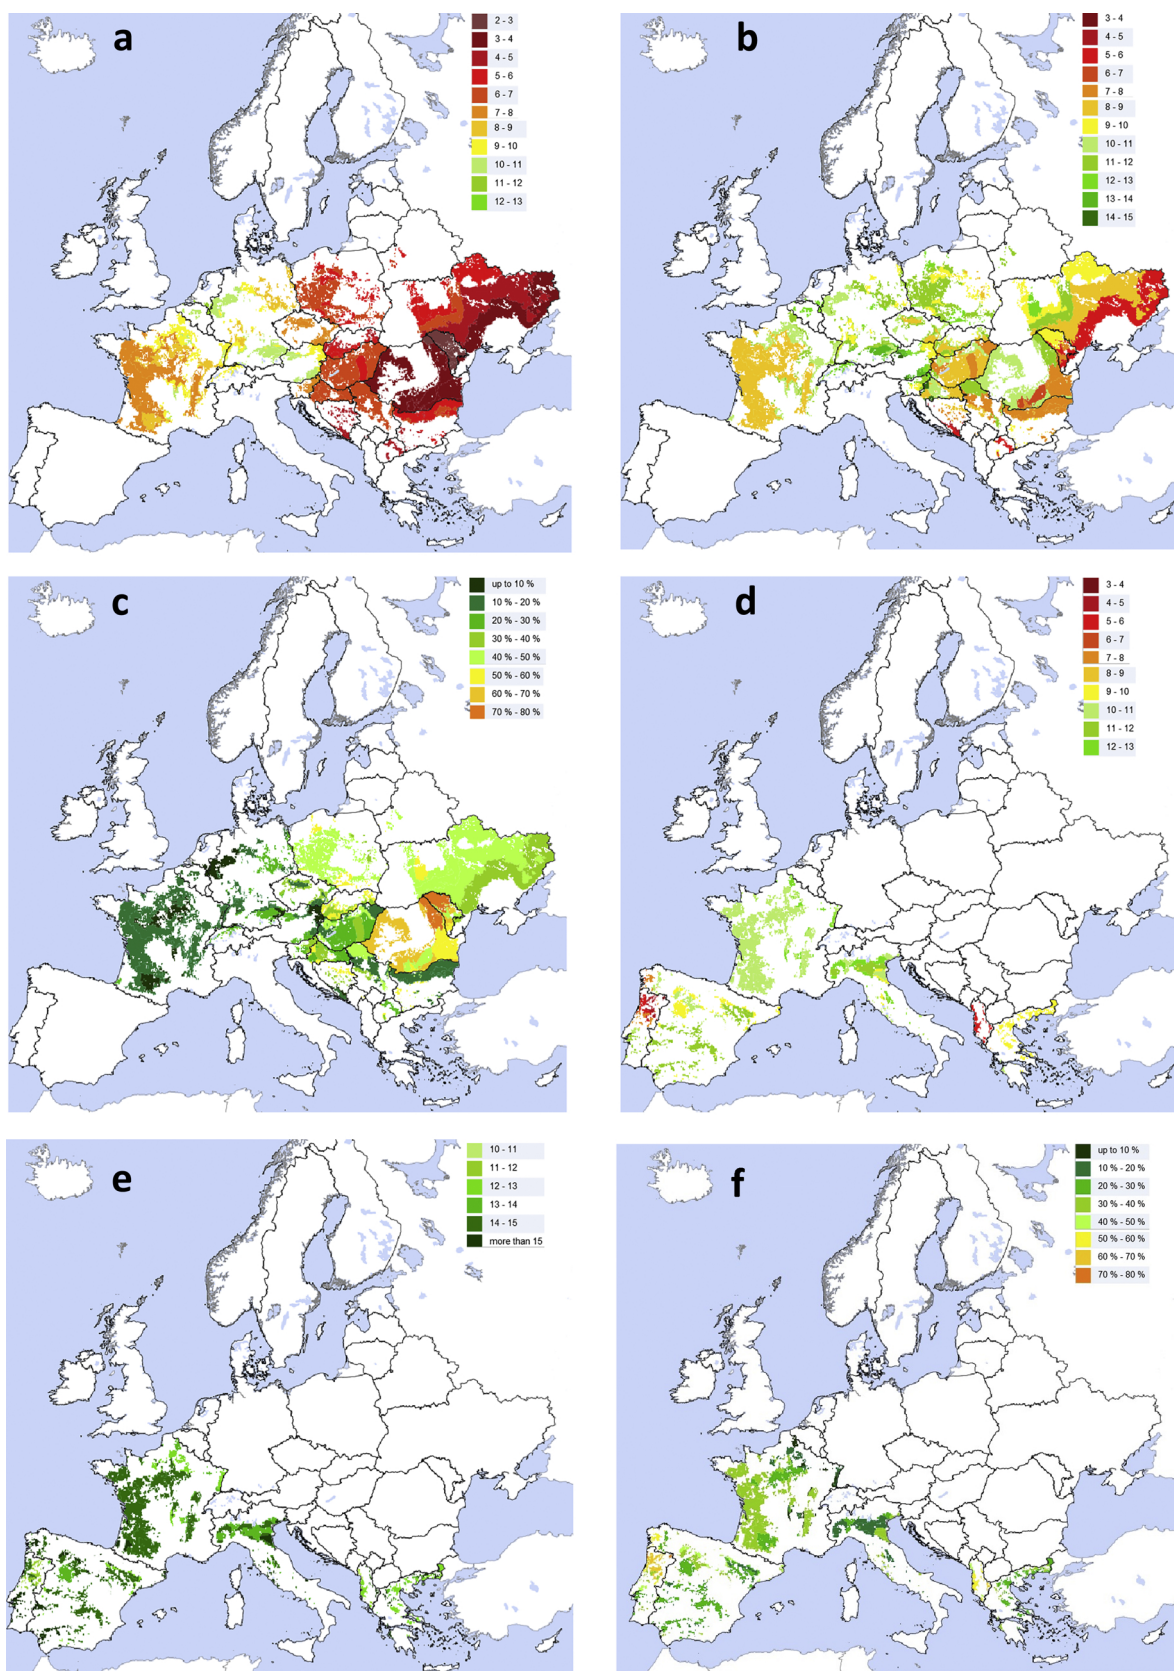 a
2 - 3
3 - 4
4 - 5
5 - 6
6 - 7
7 - 8
8 - 9
9 - 10
10 - 11
11 - 12
12 - 13
b
3 - 4
4 - 5
5 - 6
6 - 7
7 - 8
8 - 9
9 - 10
10 - 11
11 - 12
12 - 13
13 - 14
14 - 15
c
up to 10 %
10 % - 20 %
20 % - 30 %
30 % - 40 %
40 % - 50 %
50 % - 60 %
60 % - 70 %
70 % - 80 %
d
3 - 4
4 - 5
5 - 6
6 - 7
7 - 8
8 - 9
9 - 10
10 - 11
11 - 12
12 - 13
e
10 - 11
11 - 12
12 - 13
13 - 14
14 - 15
more than 15
f
up to 10 %
10 % - 20 %
20 % - 30 %
30 % - 40 %
40 % - 50 %
50 % - 60 %
60 % - 70 %
70 % - 80 %